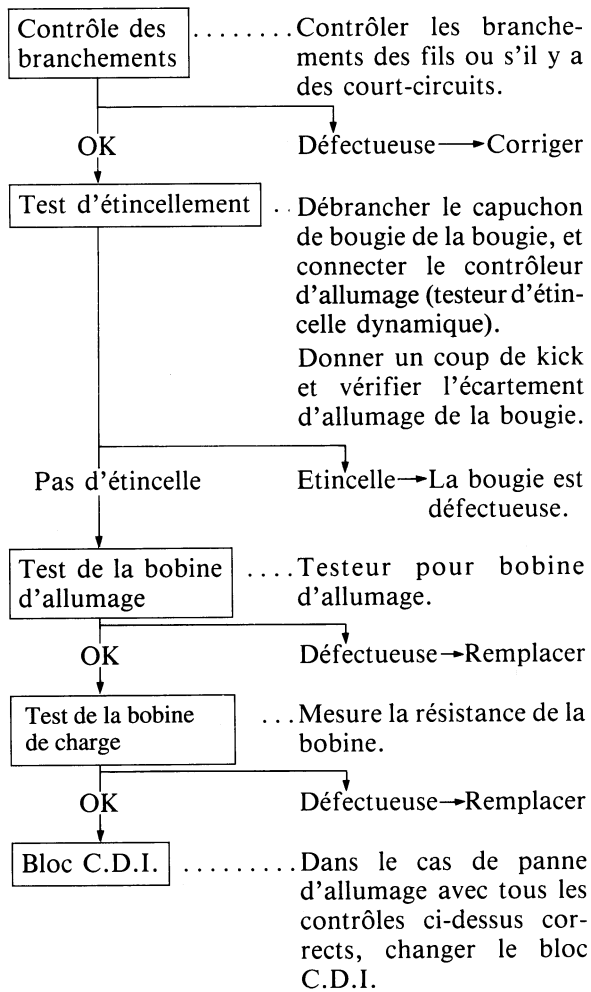 Contrôle des
branchements
........ Contrôler les branche-
ments des fils ou s'il y a
des court-circuits.
OK
Défectueuse→Corriger
Test d'étincellement
.. Débrancher le capuchon
de bougie de la bougie, et
connecter le contrôleur
d'allumage (testeur d'étin-
celle dynamique).
Donner un coup de kick
et vérifier l'écartement
d'allumage de la bougie.
Pas d'étincelle
Etincelle→La bougie est
défectueuse.
Test de la bobine
d'allumage
.... Testeur pour bobine
d'allumage.
OK
Défectueuse→Remplacer
Test de la bobine
de charge
... Mesure la résistance de la
bobine.
OK
Défectueuse→Remplacer
Bloc C.D.I.
......... Dans le cas de panne
d'allumage avec tous les
contrôles ci-dessus cor-
rects, changer le bloc
C.D.I.